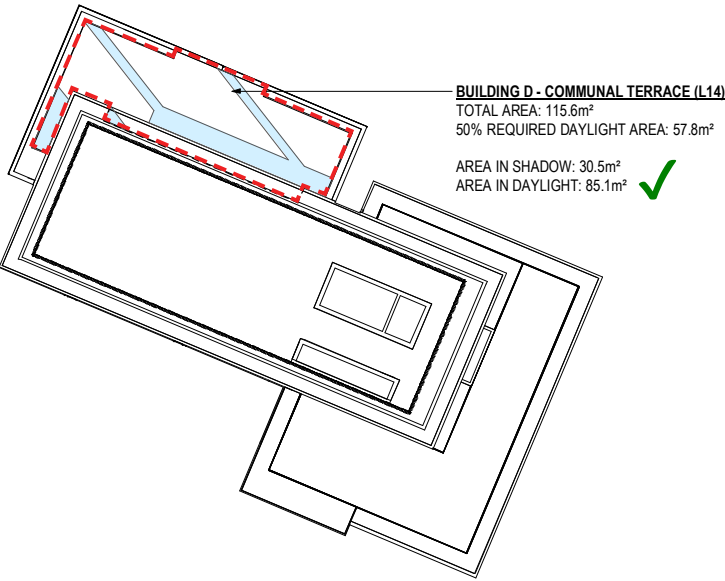 BUILDING D - COMMUNAL TERRACE (L14)
TOTAL AREA: 115.6m²
50% REQUIRED DAYLIGHT AREA: 57.8m²
AREA IN SHADOW: 30.5m²
AREA IN DAYLIGHT: 85.1m²